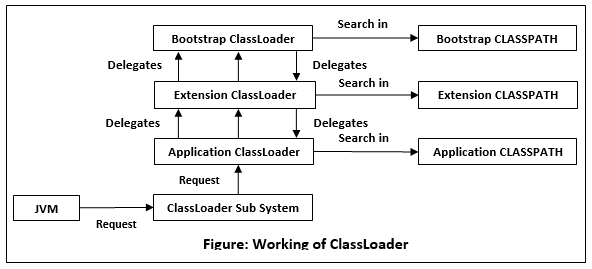 Search in
Bootstrap ClassLoader
Bootstrap CLASSPATH
Delegates
Delegates
Search in
Extension ClassLoader
Extension CLASSPATH
Delegates
Delegates
Search in
Application ClassLoader
Application CLASSPATH
Request
JVM
ClassLoader Sub System
Request
Figure: Working of ClassLoader